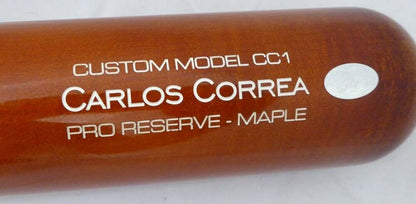 CUSTOM MODEL CC1
CARLOS CORREA
PRO RESERVE - MAPLE